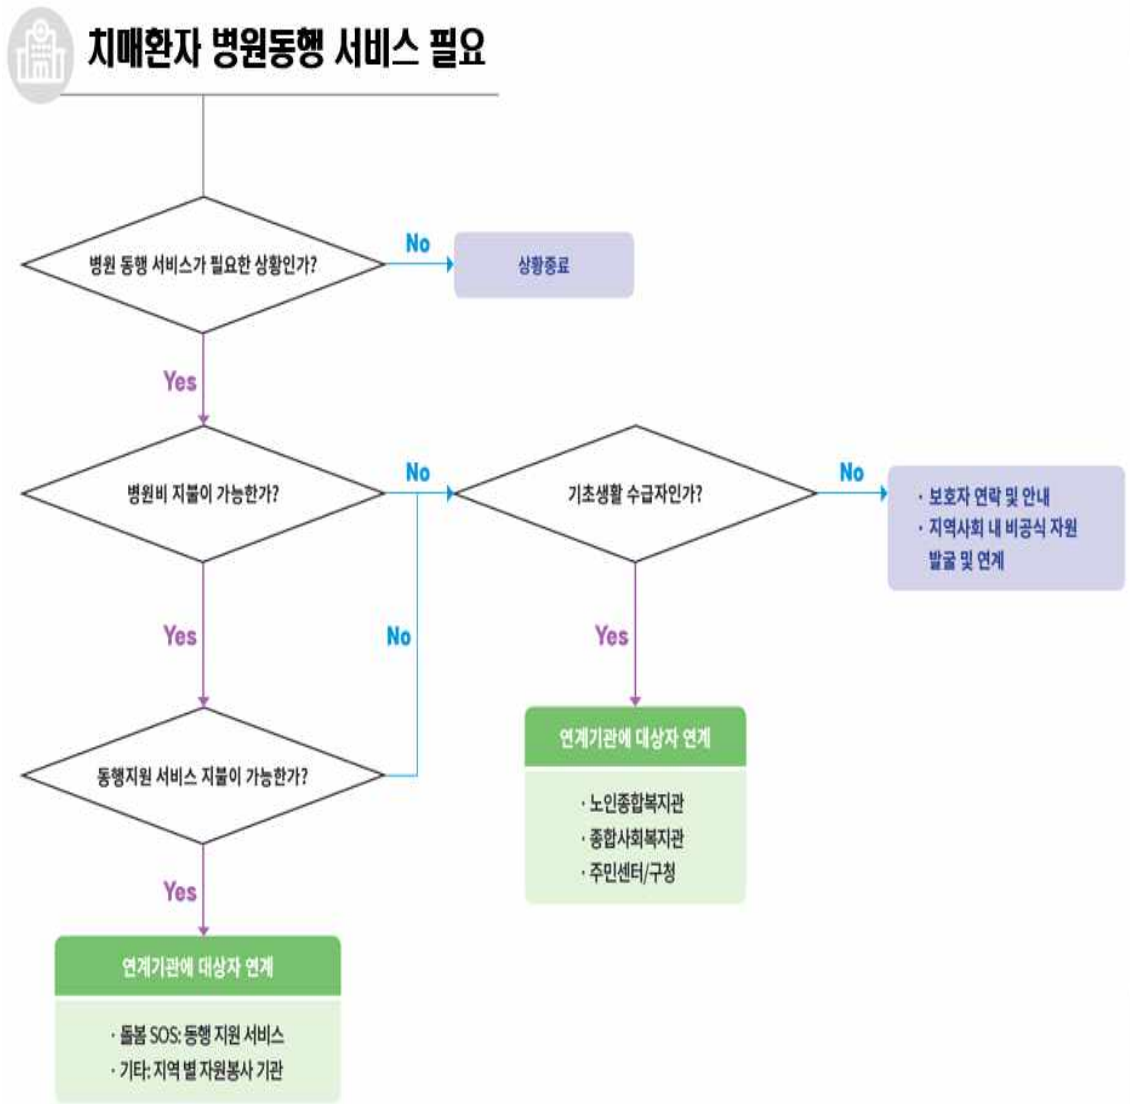 치매환자 병원동행 서비스 필요
병원 동행 서비스가 필요한 상황인가?
No
상황종료
Yes
병원비 지불이 가능한가?
No
기초생활 수급자인가?
No
· 보호자 연락 및 안내
· 지역사회 내 비공식 자원
발굴 및 연계
Yes
No
Yes
동행지원 서비스 지불이 가능한가?
연계기관에 대상자 연계
· 노인종합복지관
· 종합사회복지관
· 주민센터/구청
Yes
연계기관에 대상자 연계
· 돌봄 SOS: 동행 지원 서비스
· 기타: 지역 별 자원봉사 기관